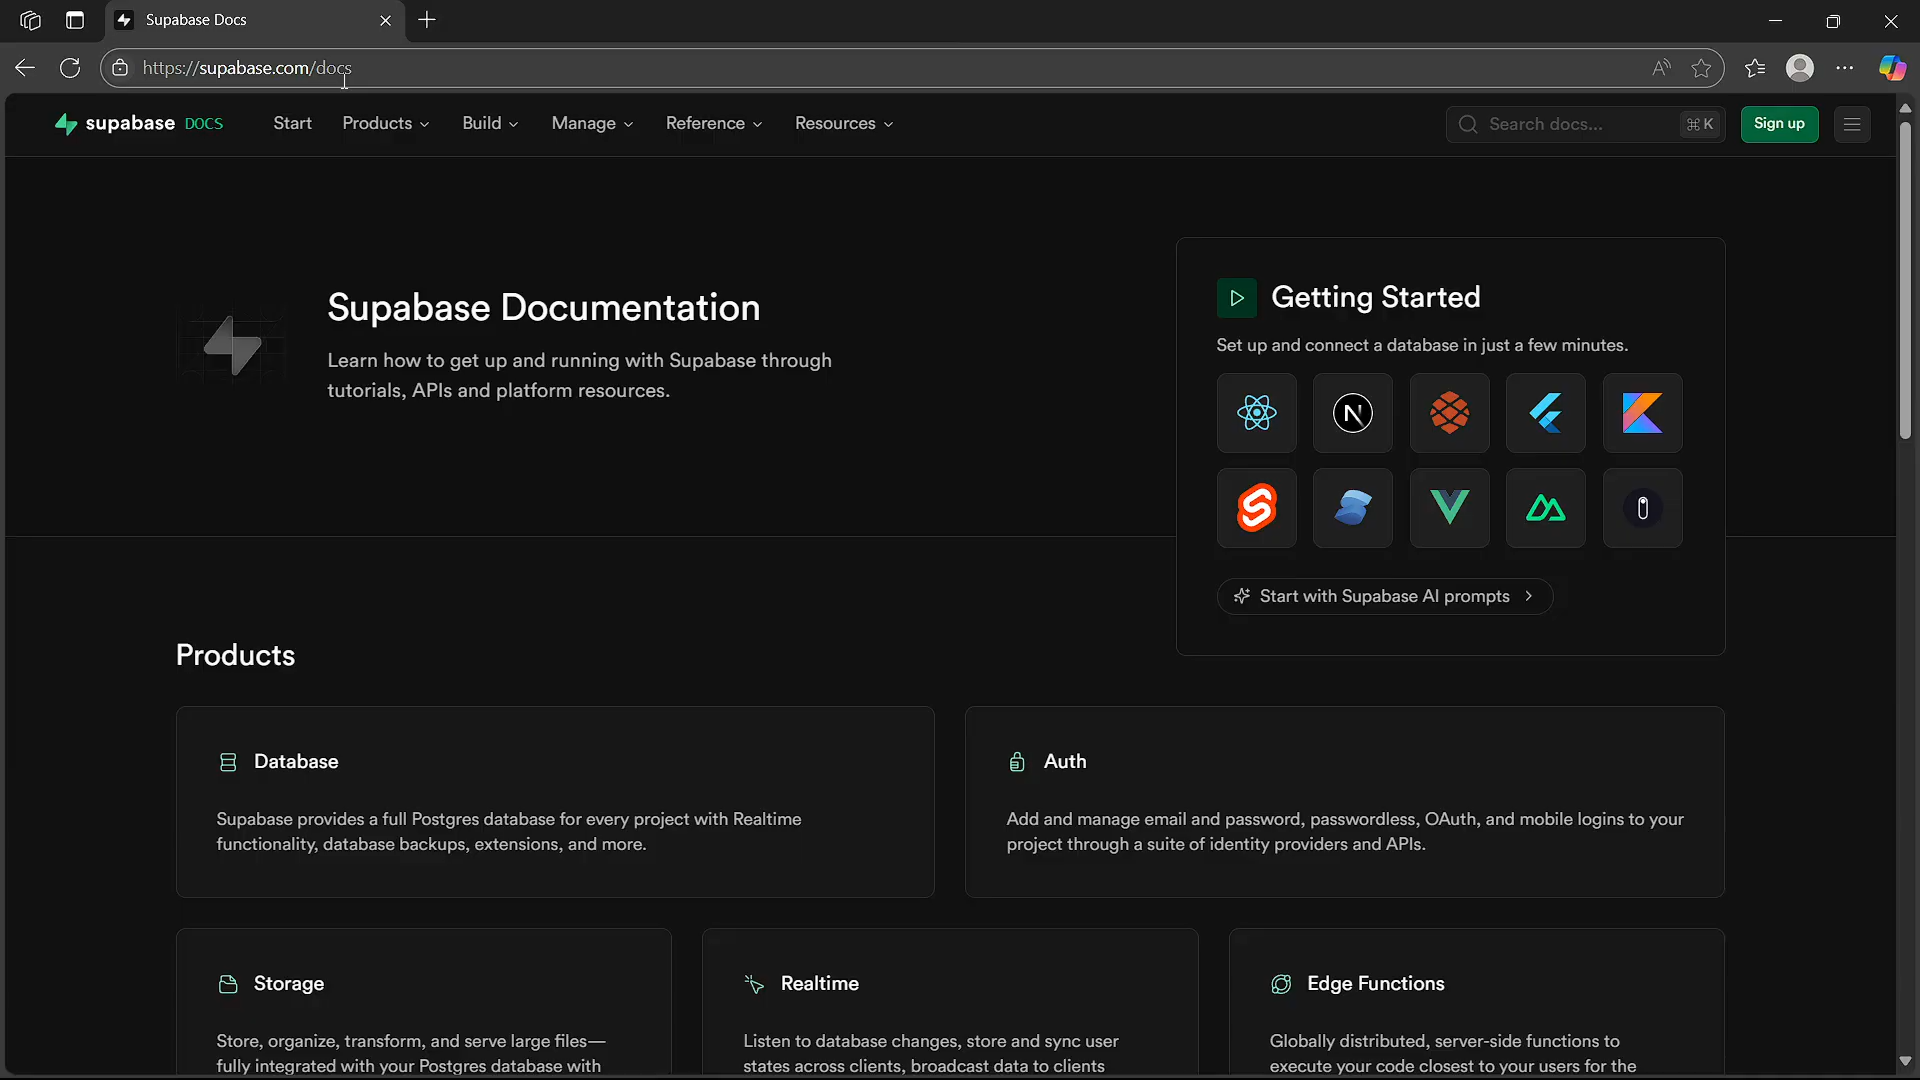 Supabase Docs
https://supabase.com/docs
supabase DOCS
Start
Products
Build
Manage
Reference
Resources
Search docs...
⌘K
Sign up
Supabase Documentation
Learn how to get up and running with Supabase through
tutorials, APIs and platform resources.
Getting Started
Set up and connect a database in just a few minutes.
Start with Supabase AI prompts
Products
Database
Supabase provides a full Postgres database for every project with Realtime
functionality, database backups, extensions, and more.
Auth
Add and manage email and password, passwordless, OAuth, and mobile logins to your
project through a suite of identity providers and APIs.
Storage
Store, organize, transform, and serve large files—
fully integrated with your Postgres database with
Realtime
Listen to database changes, store and sync user
states across clients, broadcast data to clients
Edge Functions
Globally distributed, server-side functions to
execute your code closest to your users for the